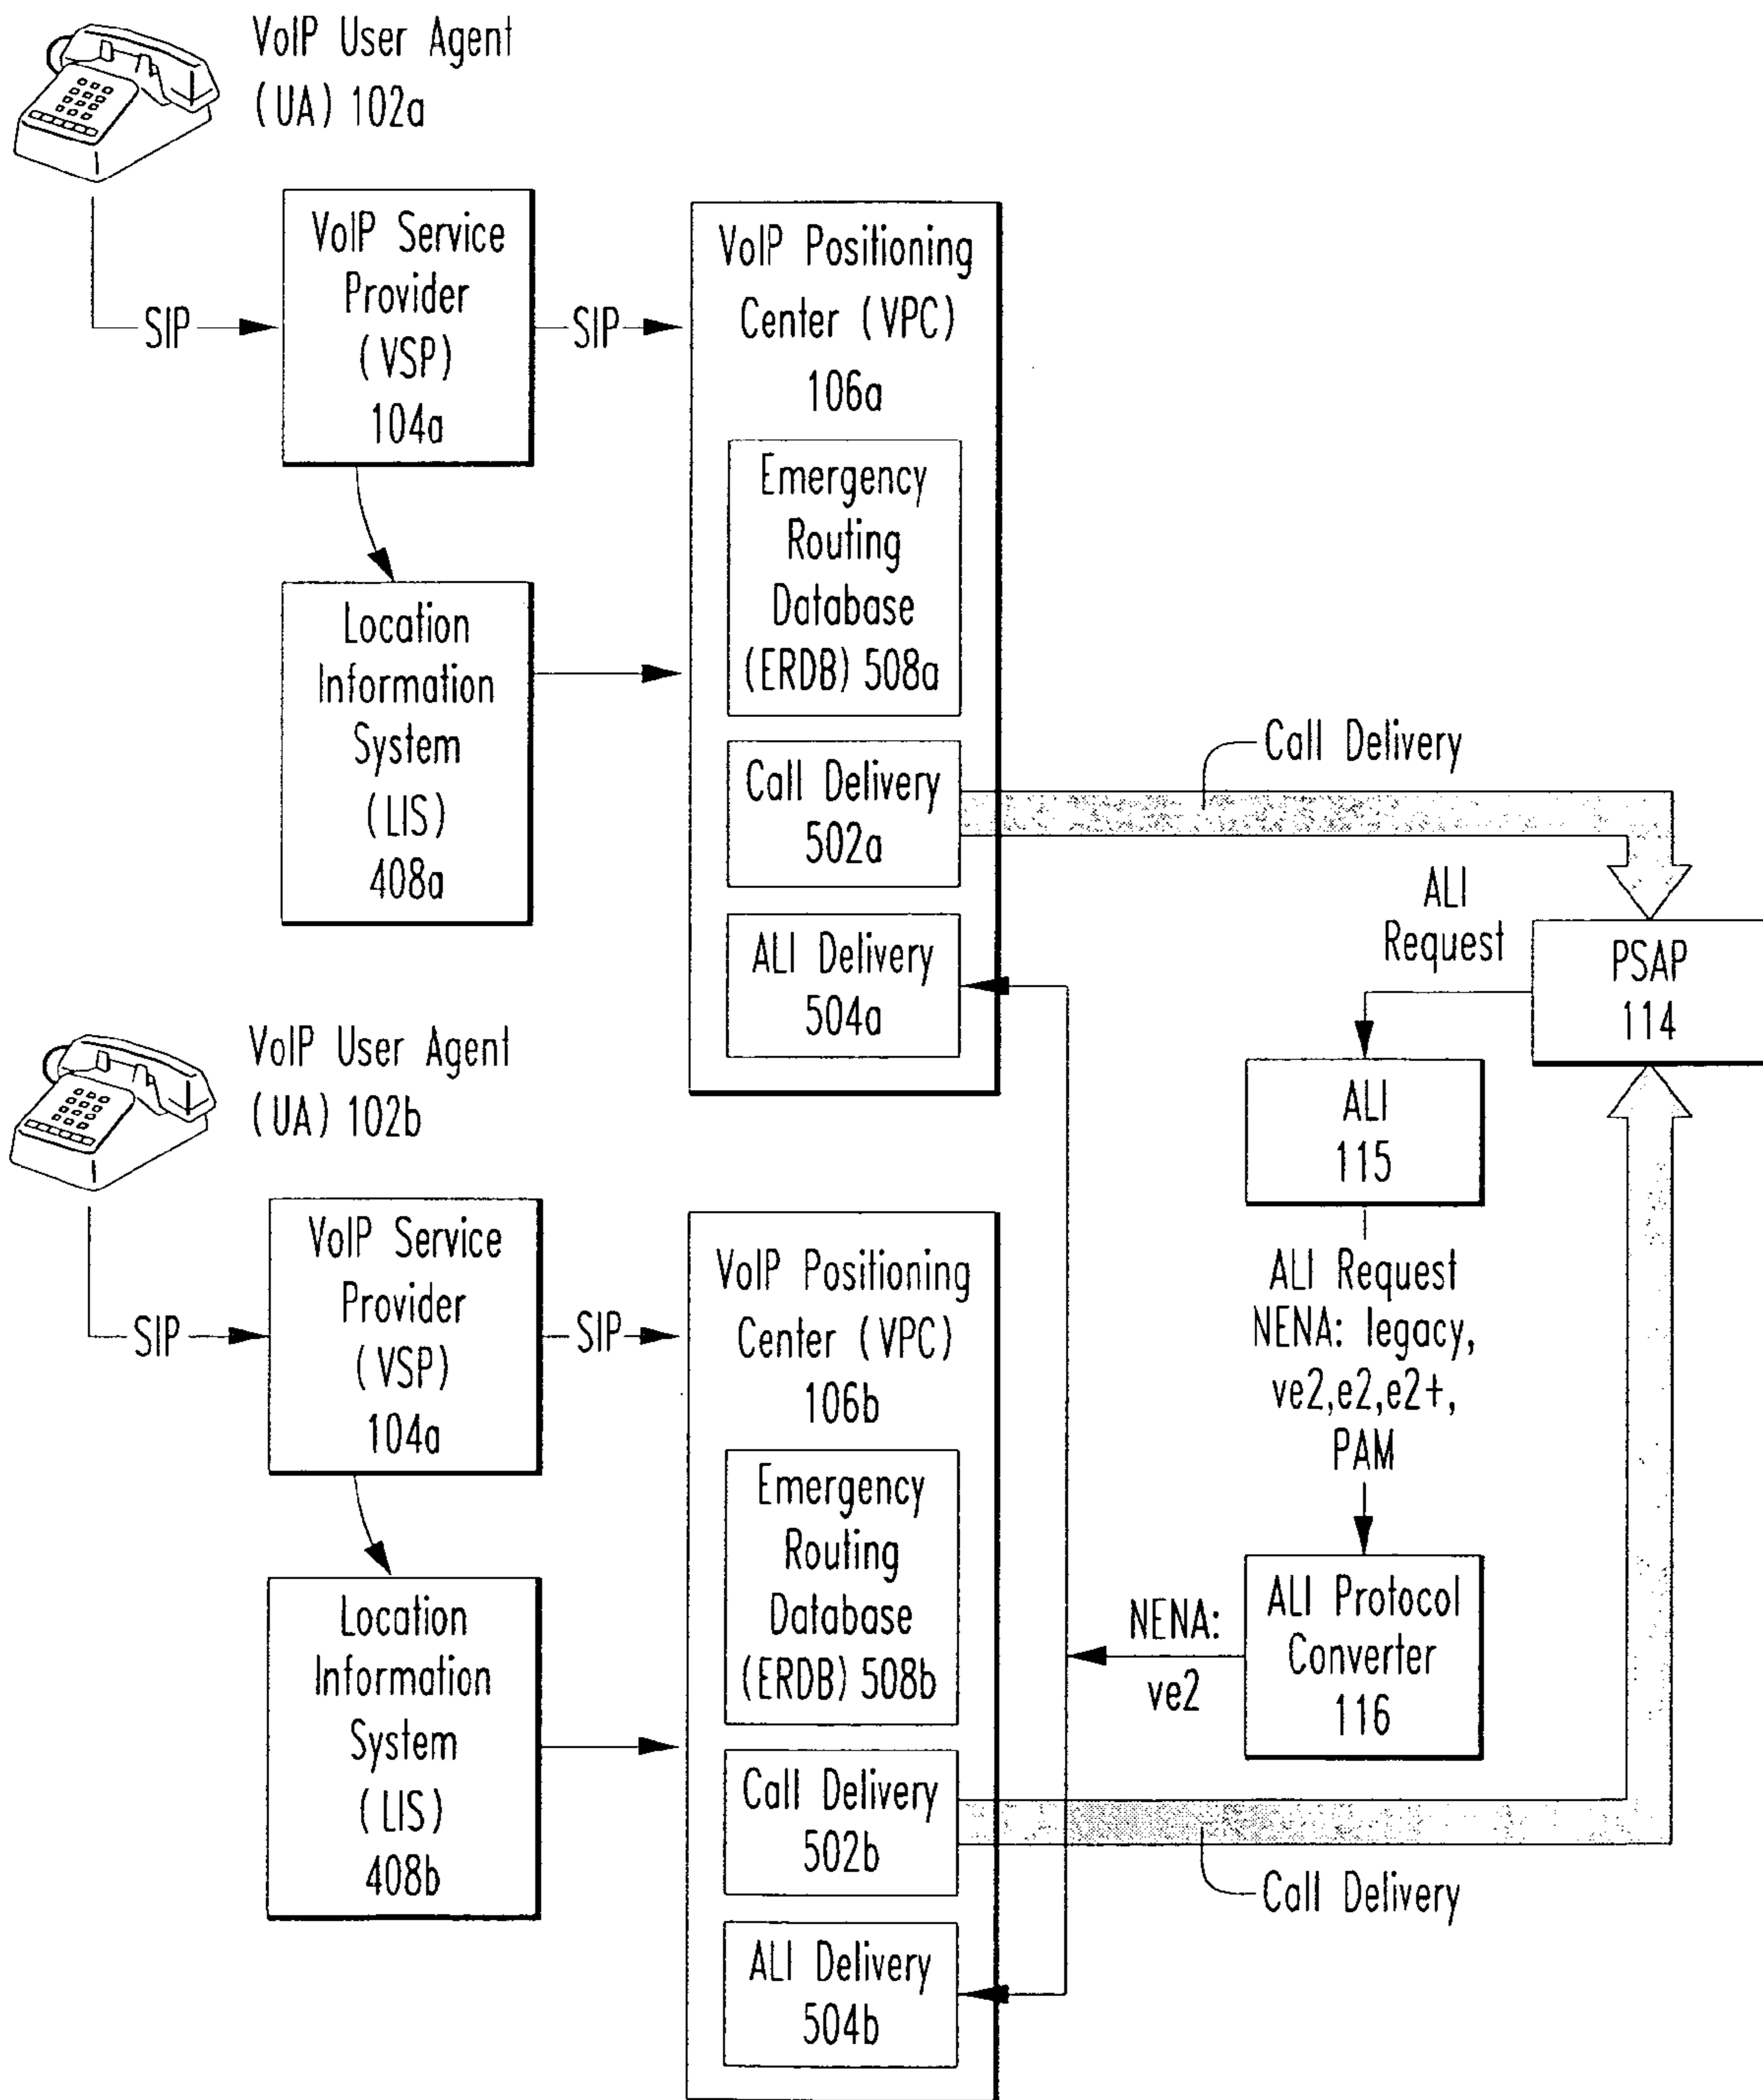 VoIP User Agent
(UA) 102a
VoIP Service
Provider
(VSP)
104a
SIP
SIP
VoIP Positioning
Center (VPC)
106a
Emergency
Routing
Database
(ERDB) 508a
Location
Information
System
(LIS)
408a
Call Delivery
502a
Call Delivery
ALI Delivery
504a
ALI
Request
PSAP
114
ALI
115
ALI Request
NENA: legacy,
ve2,e2,e2+,
PAM
ALI Protocol
Converter
116
NENA:
ve2
VoIP User Agent
(UA) 102b
VoIP Service
Provider
(VSP)
104a
SIP
SIP
VoIP Positioning
Center (VPC)
106b
Emergency
Routing
Database
(ERDB) 508b
Location
Information
System
(LIS)
408b
Call Delivery
502b
Call Delivery
ALI Delivery
504b